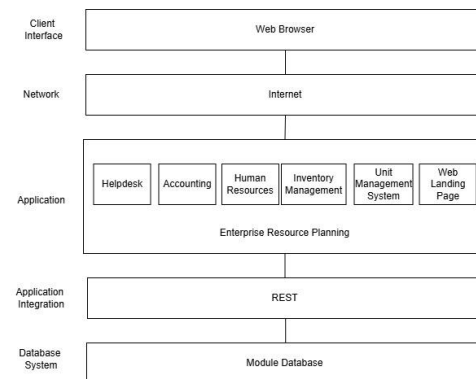 Client
Interface
Web Browser
Network
Internet
Application
Helpdesk
Accounting
Human
Resources
Inventory
Management
Unit
Management
System
Web
Landing
Page
Enterprise Resource Planning
Application
Integration
REST
Database
System
Module Database